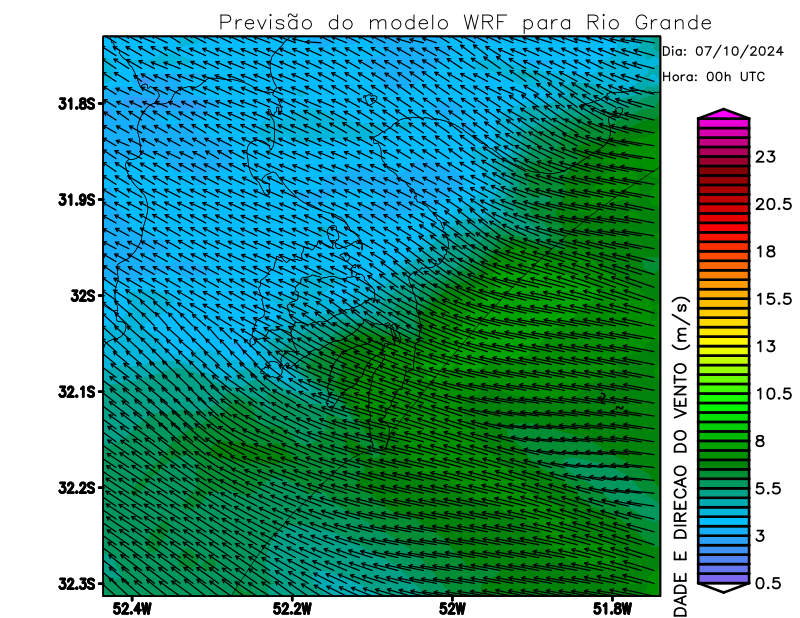 Previsão do modelo WRF para Rio Grande
Dia: 07/10/2024
Hora: 00h UTC
31.8S
31.9S
32S
32.1S
32.2S
32.3S
52.4W
52.2W
52W
51.8W
23
20.5
18
15.5
13
10.5
8
5.5
3
0.5
DADE E DIRECAO DO VENTO (m/s)